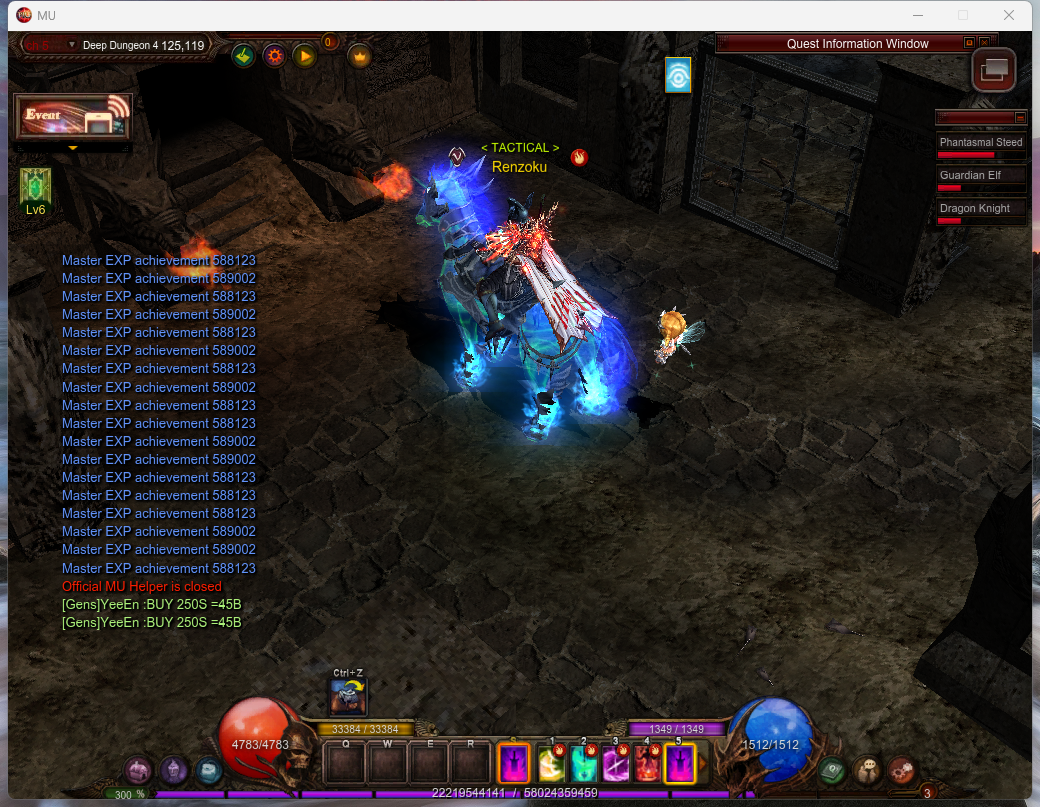 MU
Ch 5
Deep Dungeon 4 125,119
0
Quest Information Window
Event
Phantasmal Steed
< TACTICAL >
Renzoku
Guardian Elf
Lv6
Dragon Knight
Master EXP achievement 588123
Master EXP achievement 589002
Master EXP achievement 588123
Master EXP achievement 589002
Master EXP achievement 588123
Master EXP achievement 589002
Master EXP achievement 588123
Master EXP achievement 589002
Master EXP achievement 588123
Master EXP achievement 588123
Master EXP achievement 589002
Master EXP achievement 589002
Master EXP achievement 588123
Master EXP achievement 588123
Master EXP achievement 588123
Master EXP achievement 589002
Master EXP achievement 589002
Master EXP achievement 588123
Official MU Helper is closed
[Gens]YeeEn :BUY 250S =45B
[Gens]YeeEn :BUY 250S =45B
Ctrl+Z
33384 / 33384
1349 / 1349
4783/4783
Q W E R
1 2 3 4 5
1512/1512
300 %
22219544141 / 58024359459
3